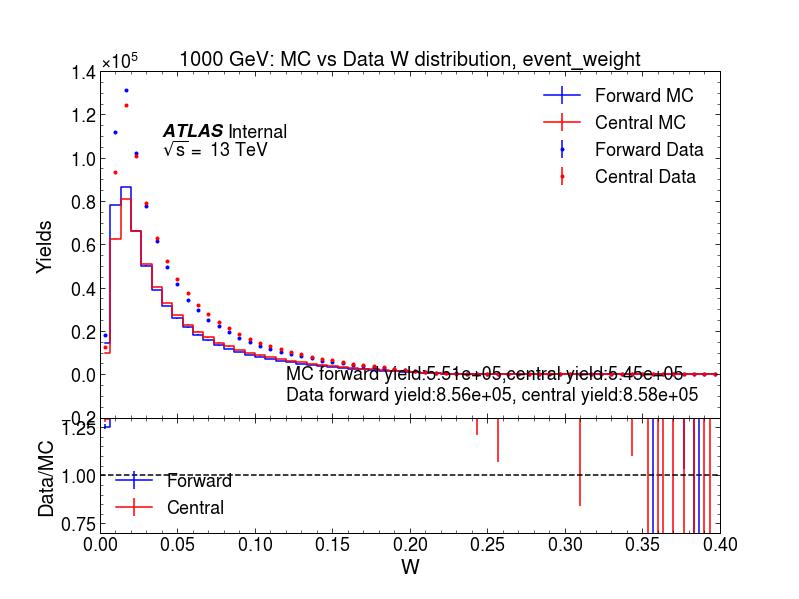 ×10⁵
1000 GeV: MC vs Data W distribution, event_weight
1.4
1.2
1.0
0.8
0.6
0.4
0.2
0.0
0.2
Yields
ATLAS Internal
√s = 13 TeV
Forward MC
Central MC
Forward Data
Central Data
MC forward yield:5.51e+05,central yield:5.45e+05
Data forward yield:8.56e+05, central yield:8.58e+05
1.25
1.00
0.75
Data/MC
Forward
Central
0.00 0.05 0.10 0.15 0.20 0.25 0.30 0.35 0.40
W